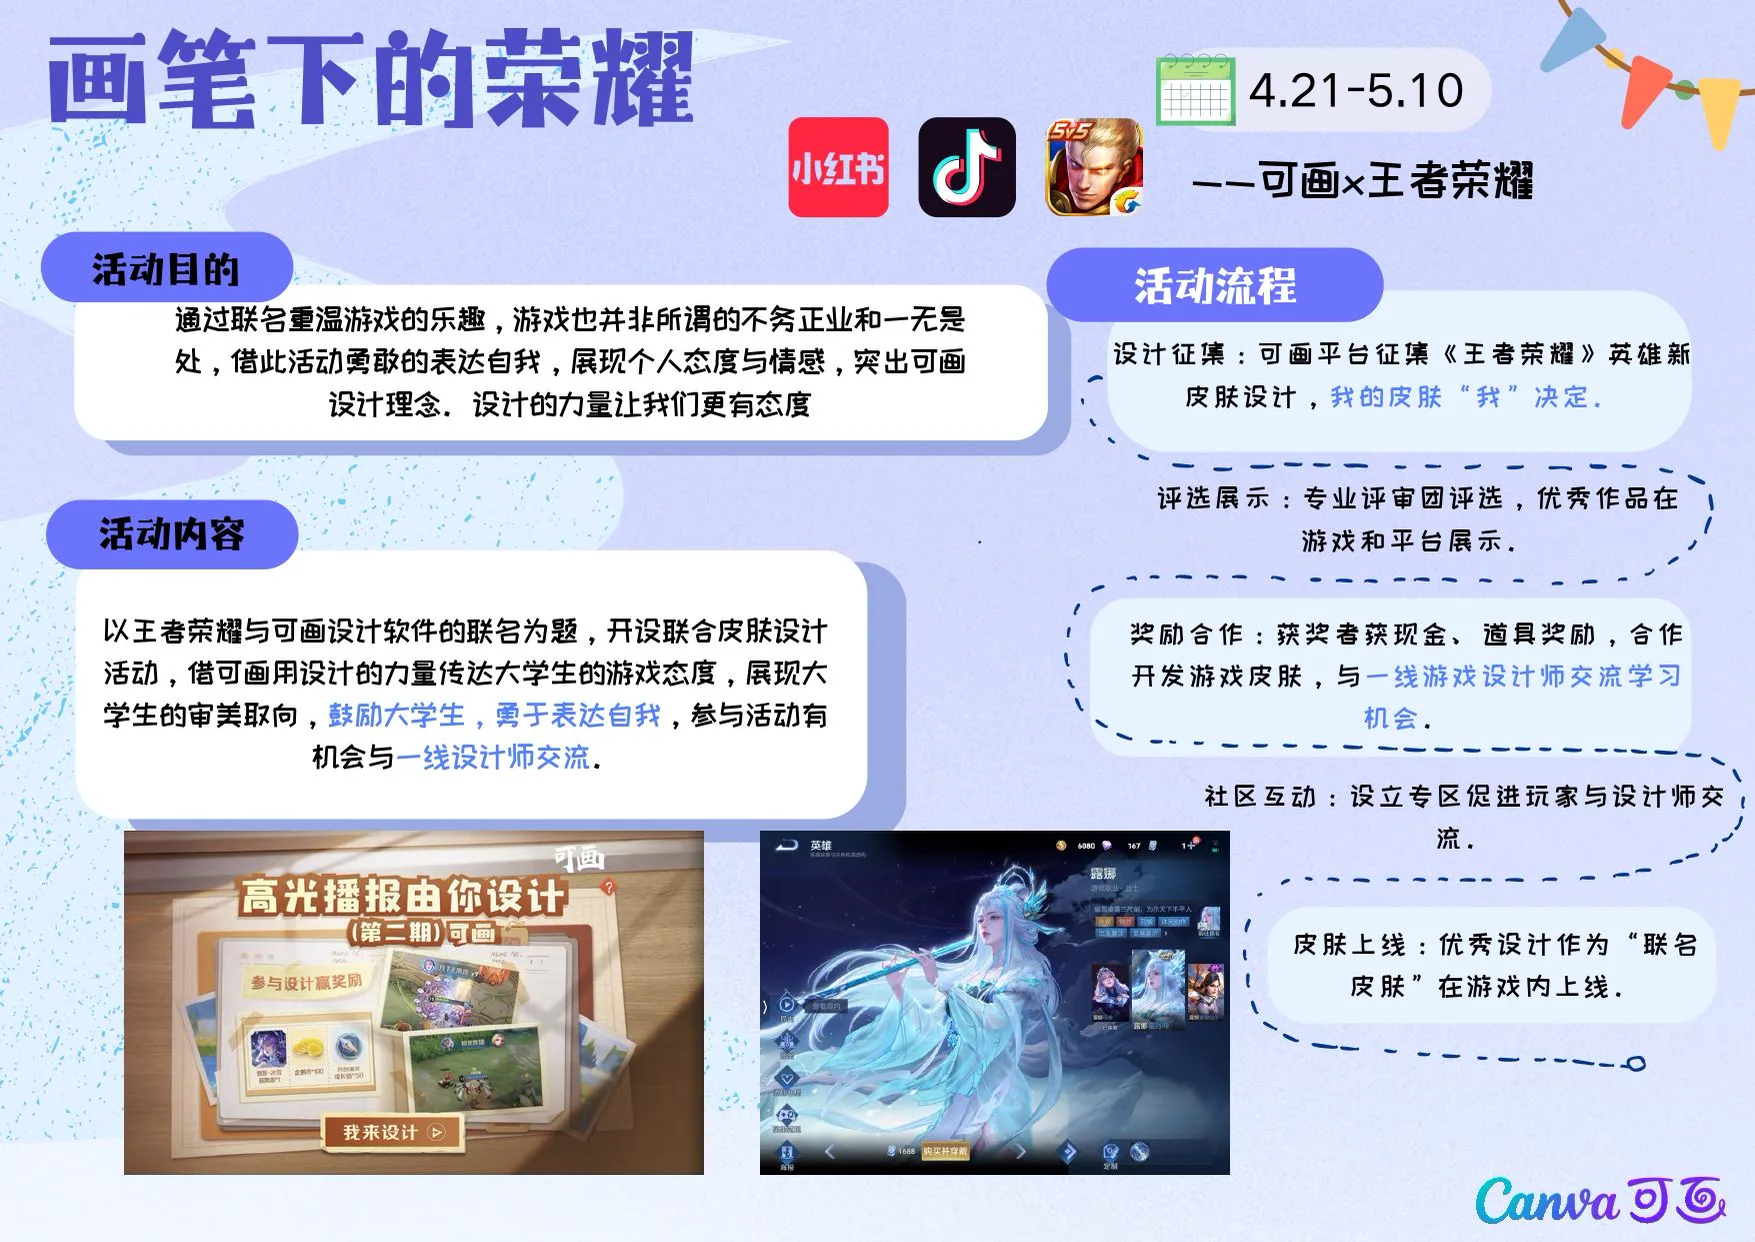 画笔下的荣耀
4.21-5.10
小红书
5v5
——可画×王者荣耀
活动目的
通过联名重温游戏的乐趣，游戏也并非所谓的不务正业和一无是
处，借此活动勇敢的表达自我，展现个人态度与情感，突出可画
设计理念．设计的力量让我们更有态度
活动内容
以王者荣耀与可画设计软件的联名为题，开设联合皮肤设计
活动，借可画用设计的力量传达大学生的游戏态度，展现大
学生的审美取向，鼓励大学生，勇于表达自我，参与活动有
机会与一线设计师交流．
活动流程
设计征集：可画平台征集《王者荣耀》英雄新
皮肤设计，我的皮肤“我”决定．
评选展示：专业评审团评选，优秀作品在
游戏和平台展示．
奖励合作：获奖者获现金、道具奖励，合作
开发游戏皮肤，与一线游戏设计师交流学习
机会．
社区互动：设立专区促进玩家与设计师交
流．
皮肤上线：优秀设计作为“联名
皮肤”在游戏内上线．
可画
高光播报由你设计
(第二期)可画
?
参与设计赢奖励
我来设计
英雄
6080
167
1
露娜
1688
购买并穿戴
定制
海报
Canva可画